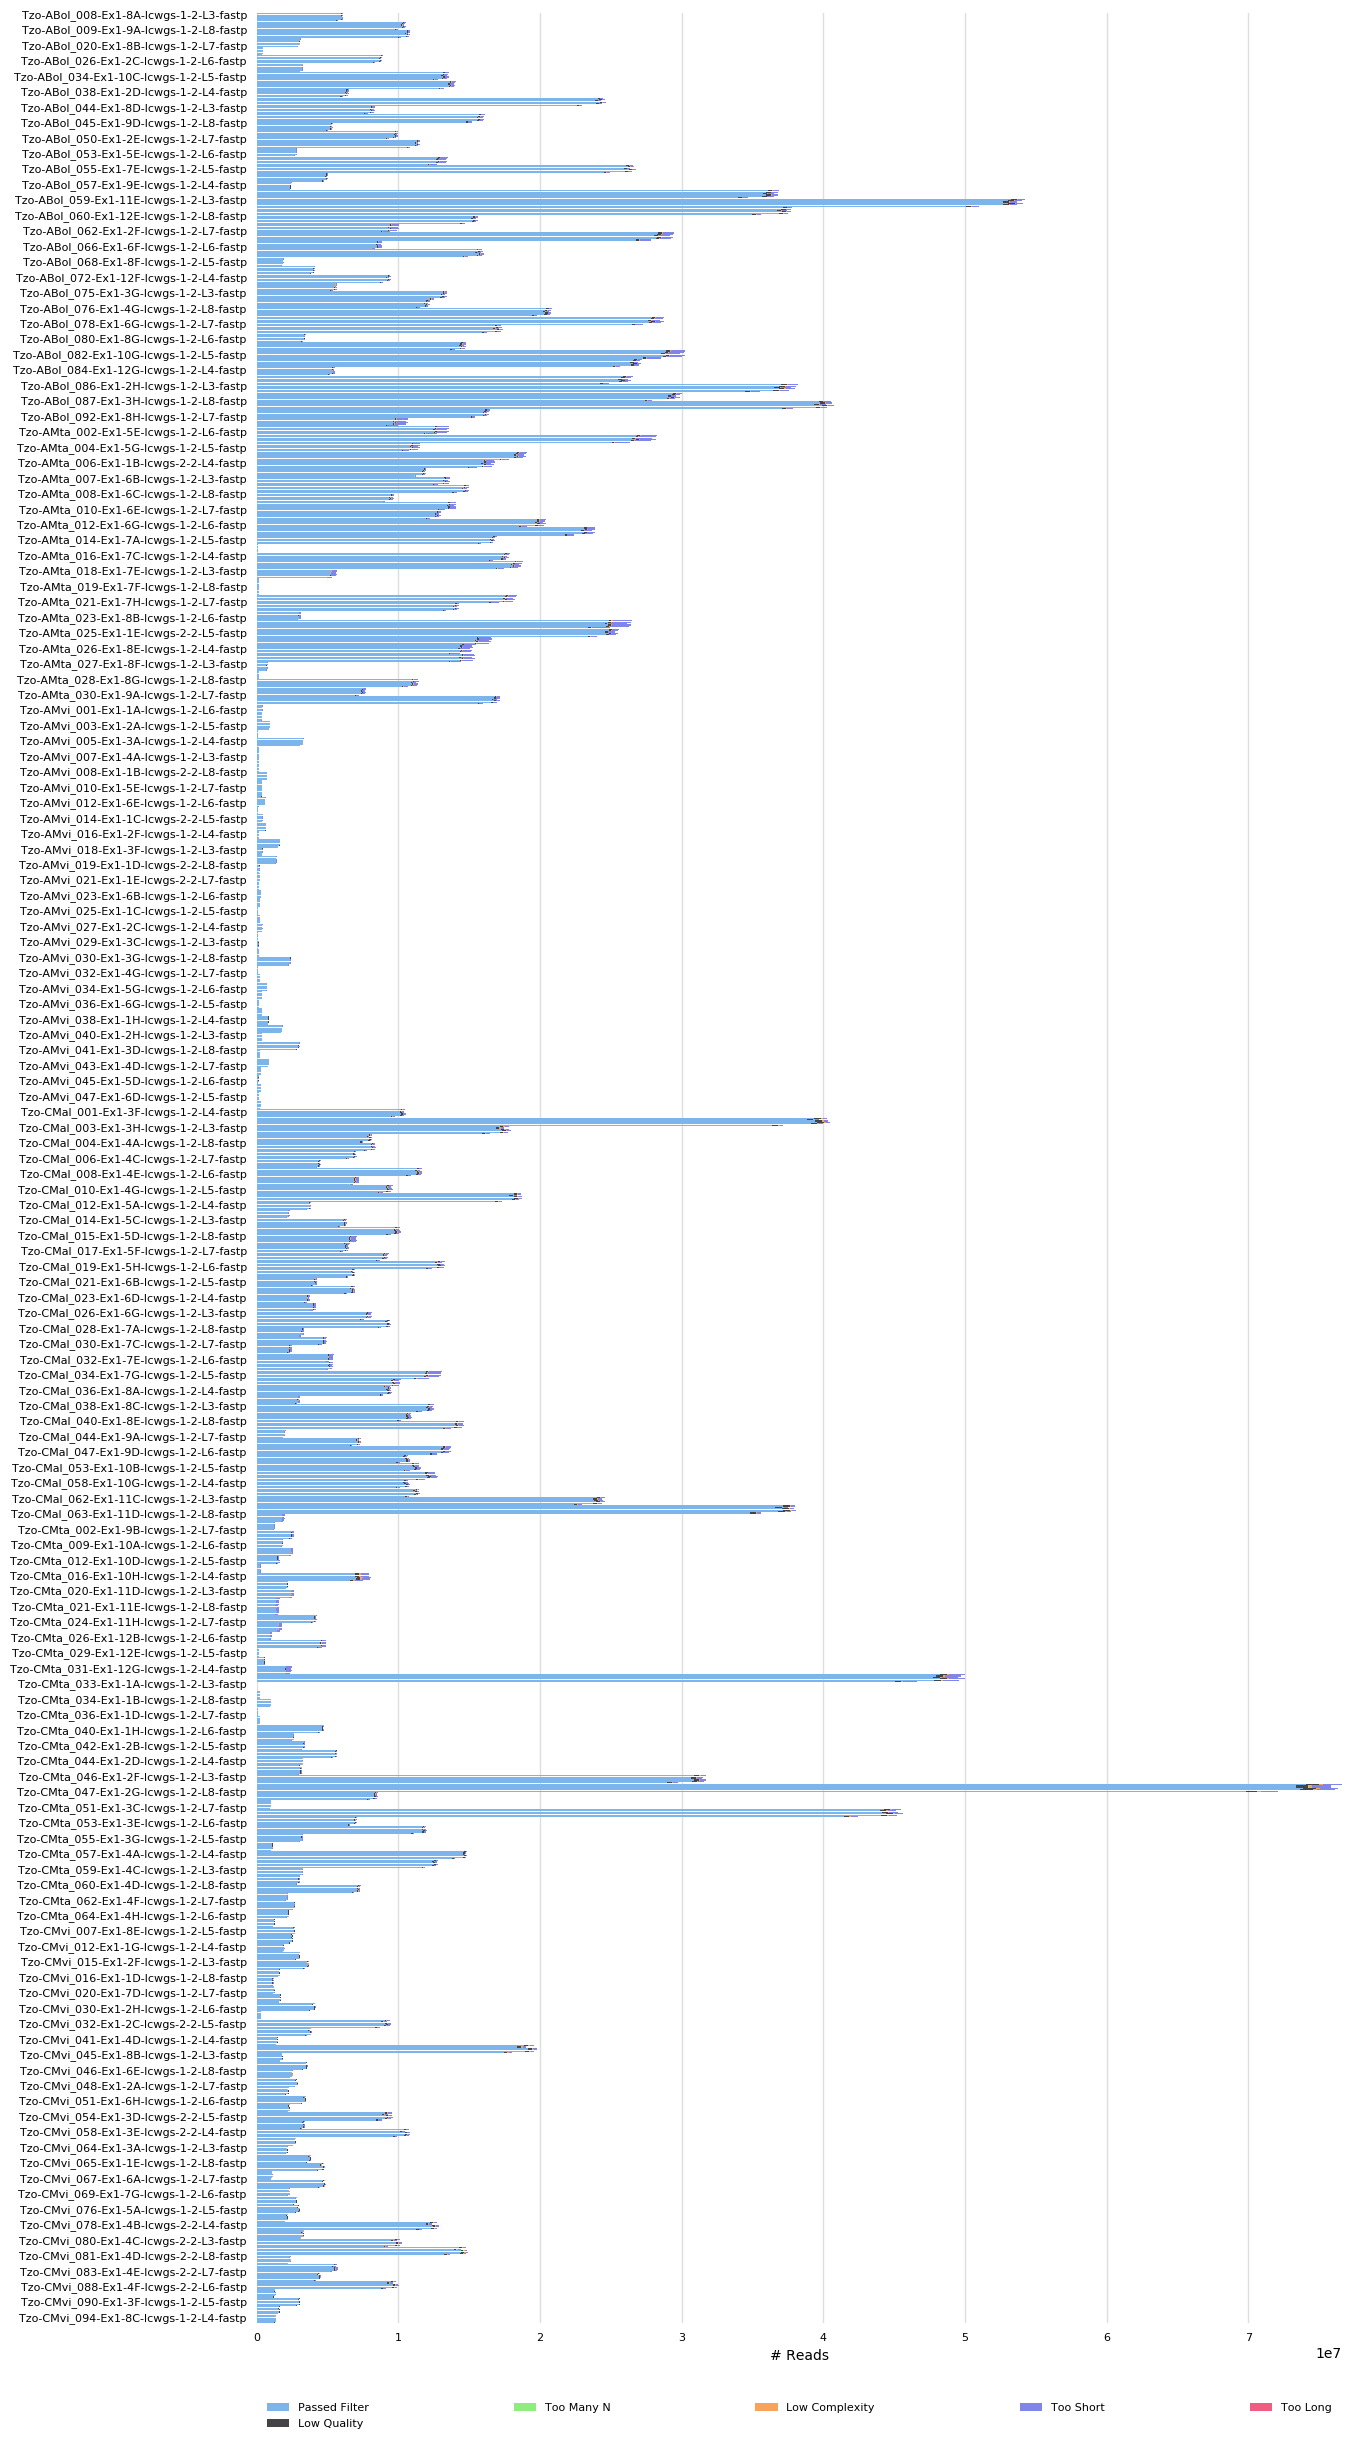 Tzo-ABol_008-Ex1-8A-lcwgs-1-2-L3-fastp
Tzo-ABol_009-Ex1-9A-lcwgs-1-2-L8-fastp
Tzo-ABol_020-Ex1-8B-lcwgs-1-2-L7-fastp
Tzo-ABol_026-Ex1-2C-lcwgs-1-2-L6-fastp
Tzo-ABol_034-Ex1-10C-lcwgs-1-2-L5-fastp
Tzo-ABol_038-Ex1-2D-lcwgs-1-2-L4-fastp
Tzo-ABol_044-Ex1-8D-lcwgs-1-2-L3-fastp
Tzo-ABol_045-Ex1-9D-lcwgs-1-2-L8-fastp
Tzo-ABol_050-Ex1-2E-lcwgs-1-2-L7-fastp
Tzo-ABol_053-Ex1-5E-lcwgs-1-2-L6-fastp
Tzo-ABol_055-Ex1-7E-lcwgs-1-2-L5-fastp
Tzo-ABol_057-Ex1-9E-lcwgs-1-2-L4-fastp
Tzo-ABol_059-Ex1-11E-lcwgs-1-2-L3-fastp
Tzo-ABol_060-Ex1-12E-lcwgs-1-2-L8-fastp
Tzo-ABol_062-Ex1-2F-lcwgs-1-2-L7-fastp
Tzo-ABol_066-Ex1-6F-lcwgs-1-2-L6-fastp
Tzo-ABol_068-Ex1-8F-lcwgs-1-2-L5-fastp
Tzo-ABol_072-Ex1-12F-lcwgs-1-2-L4-fastp
Tzo-ABol_075-Ex1-3G-lcwgs-1-2-L3-fastp
Tzo-ABol_076-Ex1-4G-lcwgs-1-2-L8-fastp
Tzo-ABol_078-Ex1-6G-lcwgs-1-2-L7-fastp
Tzo-ABol_080-Ex1-8G-lcwgs-1-2-L6-fastp
Tzo-ABol_082-Ex1-10G-lcwgs-1-2-L5-fastp
Tzo-ABol_084-Ex1-12G-lcwgs-1-2-L4-fastp
Tzo-ABol_086-Ex1-2H-lcwgs-1-2-L3-fastp
Tzo-ABol_087-Ex1-3H-lcwgs-1-2-L8-fastp
Tzo-ABol_092-Ex1-8H-lcwgs-1-2-L7-fastp
Tzo-AMta_002-Ex1-5E-lcwgs-1-2-L6-fastp
Tzo-AMta_004-Ex1-5G-lcwgs-1-2-L5-fastp
Tzo-AMta_006-Ex1-1B-lcwgs-2-2-L4-fastp
Tzo-AMta_007-Ex1-6B-lcwgs-1-2-L3-fastp
Tzo-AMta_008-Ex1-6C-lcwgs-1-2-L8-fastp
Tzo-AMta_010-Ex1-6E-lcwgs-1-2-L7-fastp
Tzo-AMta_012-Ex1-6G-lcwgs-1-2-L6-fastp
Tzo-AMta_014-Ex1-7A-lcwgs-1-2-L5-fastp
Tzo-AMta_016-Ex1-7C-lcwgs-1-2-L4-fastp
Tzo-AMta_018-Ex1-7E-lcwgs-1-2-L3-fastp
Tzo-AMta_019-Ex1-7F-lcwgs-1-2-L8-fastp
Tzo-AMta_021-Ex1-7H-lcwgs-1-2-L7-fastp
Tzo-AMta_023-Ex1-8B-lcwgs-1-2-L6-fastp
Tzo-AMta_025-Ex1-1E-lcwgs-2-2-L5-fastp
Tzo-AMta_026-Ex1-8E-lcwgs-1-2-L4-fastp
Tzo-AMta_027-Ex1-8F-lcwgs-1-2-L3-fastp
Tzo-AMta_028-Ex1-8G-lcwgs-1-2-L8-fastp
Tzo-AMta_030-Ex1-9A-lcwgs-1-2-L7-fastp
Tzo-AMvi_001-Ex1-1A-lcwgs-1-2-L6-fastp
Tzo-AMvi_003-Ex1-2A-lcwgs-1-2-L5-fastp
Tzo-AMvi_005-Ex1-3A-lcwgs-1-2-L4-fastp
Tzo-AMvi_007-Ex1-4A-lcwgs-1-2-L3-fastp
Tzo-AMvi_008-Ex1-1B-lcwgs-2-2-L8-fastp
Tzo-AMvi_010-Ex1-5E-lcwgs-1-2-L7-fastp
Tzo-AMvi_012-Ex1-6E-lcwgs-1-2-L6-fastp
Tzo-AMvi_014-Ex1-1C-lcwgs-2-2-L5-fastp
Tzo-AMvi_016-Ex1-2F-lcwgs-1-2-L4-fastp
Tzo-AMvi_018-Ex1-3F-lcwgs-1-2-L3-fastp
Tzo-AMvi_019-Ex1-1D-lcwgs-2-2-L8-fastp
Tzo-AMvi_021-Ex1-1E-lcwgs-2-2-L7-fastp
Tzo-AMvi_023-Ex1-6B-lcwgs-1-2-L6-fastp
Tzo-AMvi_025-Ex1-1C-lcwgs-1-2-L5-fastp
Tzo-AMvi_027-Ex1-2C-lcwgs-1-2-L4-fastp
Tzo-AMvi_029-Ex1-3C-lcwgs-1-2-L3-fastp
Tzo-AMvi_030-Ex1-3G-lcwgs-1-2-L8-fastp
Tzo-AMvi_032-Ex1-4G-lcwgs-1-2-L7-fastp
Tzo-AMvi_034-Ex1-5G-lcwgs-1-2-L6-fastp
Tzo-AMvi_036-Ex1-6G-lcwgs-1-2-L5-fastp
Tzo-AMvi_038-Ex1-1H-lcwgs-1-2-L4-fastp
Tzo-AMvi_040-Ex1-2H-lcwgs-1-2-L3-fastp
Tzo-AMvi_041-Ex1-3D-lcwgs-1-2-L8-fastp
Tzo-AMvi_043-Ex1-4D-lcwgs-1-2-L7-fastp
Tzo-AMvi_045-Ex1-5D-lcwgs-1-2-L6-fastp
Tzo-AMvi_047-Ex1-6D-lcwgs-1-2-L5-fastp
Tzo-CMal_001-Ex1-3F-lcwgs-1-2-L4-fastp
Tzo-CMal_003-Ex1-3H-lcwgs-1-2-L3-fastp
Tzo-CMal_004-Ex1-4A-lcwgs-1-2-L8-fastp
Tzo-CMal_006-Ex1-4C-lcwgs-1-2-L7-fastp
Tzo-CMal_008-Ex1-4E-lcwgs-1-2-L6-fastp
Tzo-CMal_010-Ex1-4G-lcwgs-1-2-L5-fastp
Tzo-CMal_012-Ex1-5A-lcwgs-1-2-L4-fastp
Tzo-CMal_014-Ex1-5C-lcwgs-1-2-L3-fastp
Tzo-CMal_015-Ex1-5D-lcwgs-1-2-L8-fastp
Tzo-CMal_017-Ex1-5F-lcwgs-1-2-L7-fastp
Tzo-CMal_019-Ex1-5H-lcwgs-1-2-L6-fastp
Tzo-CMal_021-Ex1-6B-lcwgs-1-2-L5-fastp
Tzo-CMal_023-Ex1-6D-lcwgs-1-2-L4-fastp
Tzo-CMal_026-Ex1-6G-lcwgs-1-2-L3-fastp
Tzo-CMal_028-Ex1-7A-lcwgs-1-2-L8-fastp
Tzo-CMal_030-Ex1-7C-lcwgs-1-2-L7-fastp
Tzo-CMal_032-Ex1-7E-lcwgs-1-2-L6-fastp
Tzo-CMal_034-Ex1-7G-lcwgs-1-2-L5-fastp
Tzo-CMal_036-Ex1-8A-lcwgs-1-2-L4-fastp
Tzo-CMal_038-Ex1-8C-lcwgs-1-2-L3-fastp
Tzo-CMal_040-Ex1-8E-lcwgs-1-2-L8-fastp
Tzo-CMal_044-Ex1-9A-lcwgs-1-2-L7-fastp
Tzo-CMal_047-Ex1-9D-lcwgs-1-2-L6-fastp
Tzo-CMal_053-Ex1-10B-lcwgs-1-2-L5-fastp
Tzo-CMal_058-Ex1-10G-lcwgs-1-2-L4-fastp
Tzo-CMal_062-Ex1-11C-lcwgs-1-2-L3-fastp
Tzo-CMal_063-Ex1-11D-lcwgs-1-2-L8-fastp
Tzo-CMta_002-Ex1-9B-lcwgs-1-2-L7-fastp
Tzo-CMta_009-Ex1-10A-lcwgs-1-2-L6-fastp
Tzo-CMta_012-Ex1-10D-lcwgs-1-2-L5-fastp
Tzo-CMta_016-Ex1-10H-lcwgs-1-2-L4-fastp
Tzo-CMta_020-Ex1-11D-lcwgs-1-2-L3-fastp
Tzo-CMta_021-Ex1-11E-lcwgs-1-2-L8-fastp
Tzo-CMta_024-Ex1-11H-lcwgs-1-2-L7-fastp
Tzo-CMta_026-Ex1-12B-lcwgs-1-2-L6-fastp
Tzo-CMta_029-Ex1-12E-lcwgs-1-2-L5-fastp
Tzo-CMta_031-Ex1-12G-lcwgs-1-2-L4-fastp
Tzo-CMta_033-Ex1-1A-lcwgs-1-2-L3-fastp
Tzo-CMta_034-Ex1-1B-lcwgs-1-2-L8-fastp
Tzo-CMta_036-Ex1-1D-lcwgs-1-2-L7-fastp
Tzo-CMta_040-Ex1-1H-lcwgs-1-2-L6-fastp
Tzo-CMta_042-Ex1-2B-lcwgs-1-2-L5-fastp
Tzo-CMta_044-Ex1-2D-lcwgs-1-2-L4-fastp
Tzo-CMta_046-Ex1-2F-lcwgs-1-2-L3-fastp
Tzo-CMta_047-Ex1-2G-lcwgs-1-2-L8-fastp
Tzo-CMta_051-Ex1-3C-lcwgs-1-2-L7-fastp
Tzo-CMta_053-Ex1-3E-lcwgs-1-2-L6-fastp
Tzo-CMta_055-Ex1-3G-lcwgs-1-2-L5-fastp
Tzo-CMta_057-Ex1-4A-lcwgs-1-2-L4-fastp
Tzo-CMta_059-Ex1-4C-lcwgs-1-2-L3-fastp
Tzo-CMta_060-Ex1-4D-lcwgs-1-2-L8-fastp
Tzo-CMta_062-Ex1-4F-lcwgs-1-2-L7-fastp
Tzo-CMta_064-Ex1-4H-lcwgs-1-2-L6-fastp
Tzo-CMvi_007-Ex1-8E-lcwgs-1-2-L5-fastp
Tzo-CMvi_012-Ex1-1G-lcwgs-1-2-L4-fastp
Tzo-CMvi_015-Ex1-2F-lcwgs-1-2-L3-fastp
Tzo-CMvi_016-Ex1-1D-lcwgs-1-2-L8-fastp
Tzo-CMvi_020-Ex1-7D-lcwgs-1-2-L7-fastp
Tzo-CMvi_030-Ex1-2H-lcwgs-1-2-L6-fastp
Tzo-CMvi_032-Ex1-2C-lcwgs-2-2-L5-fastp
Tzo-CMvi_041-Ex1-4D-lcwgs-1-2-L4-fastp
Tzo-CMvi_045-Ex1-8B-lcwgs-1-2-L3-fastp
Tzo-CMvi_046-Ex1-6E-lcwgs-1-2-L8-fastp
Tzo-CMvi_048-Ex1-2A-lcwgs-1-2-L7-fastp
Tzo-CMvi_051-Ex1-6H-lcwgs-1-2-L6-fastp
Tzo-CMvi_054-Ex1-3D-lcwgs-2-2-L5-fastp
Tzo-CMvi_058-Ex1-3E-lcwgs-2-2-L4-fastp
Tzo-CMvi_064-Ex1-3A-lcwgs-1-2-L3-fastp
Tzo-CMvi_065-Ex1-1E-lcwgs-1-2-L8-fastp
Tzo-CMvi_067-Ex1-6A-lcwgs-1-2-L7-fastp
Tzo-CMvi_069-Ex1-7G-lcwgs-1-2-L6-fastp
Tzo-CMvi_076-Ex1-5A-lcwgs-1-2-L5-fastp
Tzo-CMvi_078-Ex1-4B-lcwgs-2-2-L4-fastp
Tzo-CMvi_080-Ex1-4C-lcwgs-2-2-L3-fastp
Tzo-CMvi_081-Ex1-4D-lcwgs-2-2-L8-fastp
Tzo-CMvi_083-Ex1-4E-lcwgs-2-2-L7-fastp
Tzo-CMvi_088-Ex1-4F-lcwgs-2-2-L6-fastp
Tzo-CMvi_090-Ex1-3F-lcwgs-1-2-L5-fastp
Tzo-CMvi_094-Ex1-8C-lcwgs-1-2-L4-fastp
0 1 2 3 4 5 6 7
# Reads
1e7
Passed Filter Too Many N Low Complexity Too Short Too Long
Low Quality